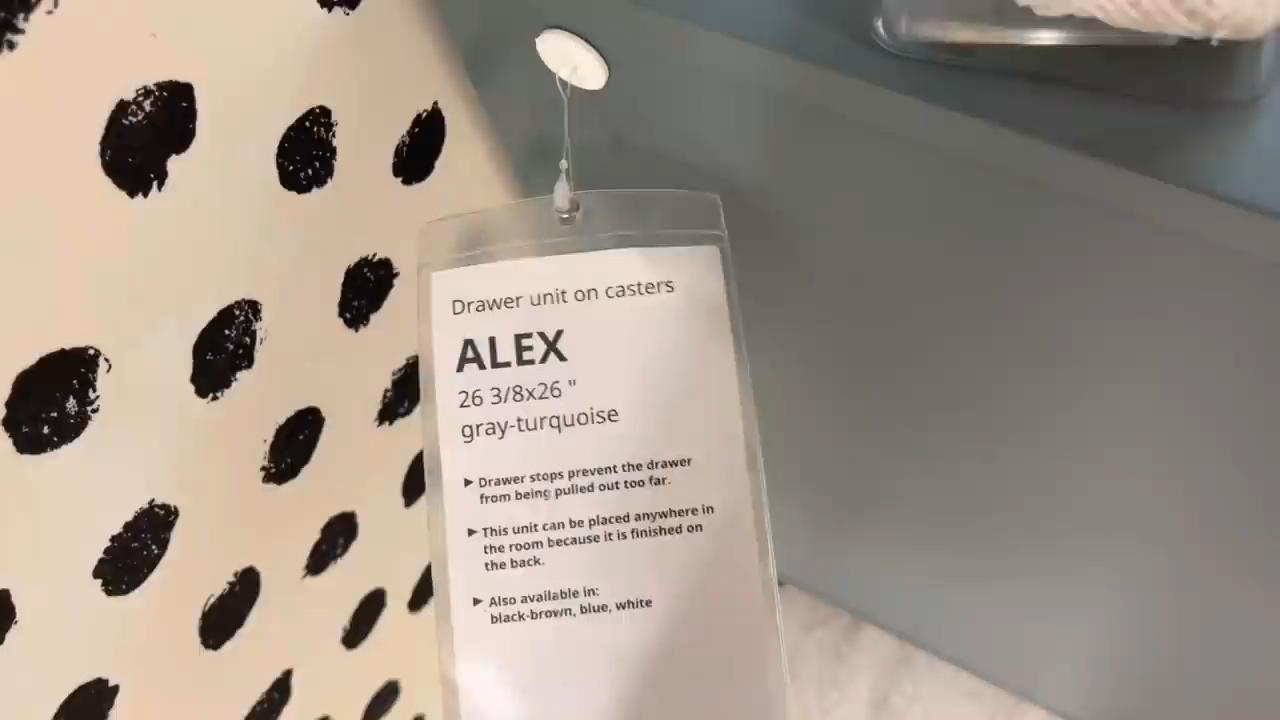 Drawer unit on casters
ALEX
26 3/8x26 "
gray-turquoise
▶ Drawer stops prevent the drawer
from being pulled out too far.
▶ This unit can be placed anywhere in
the room because it is finished on
the back.
▶ Also available in:
black-brown, blue, white